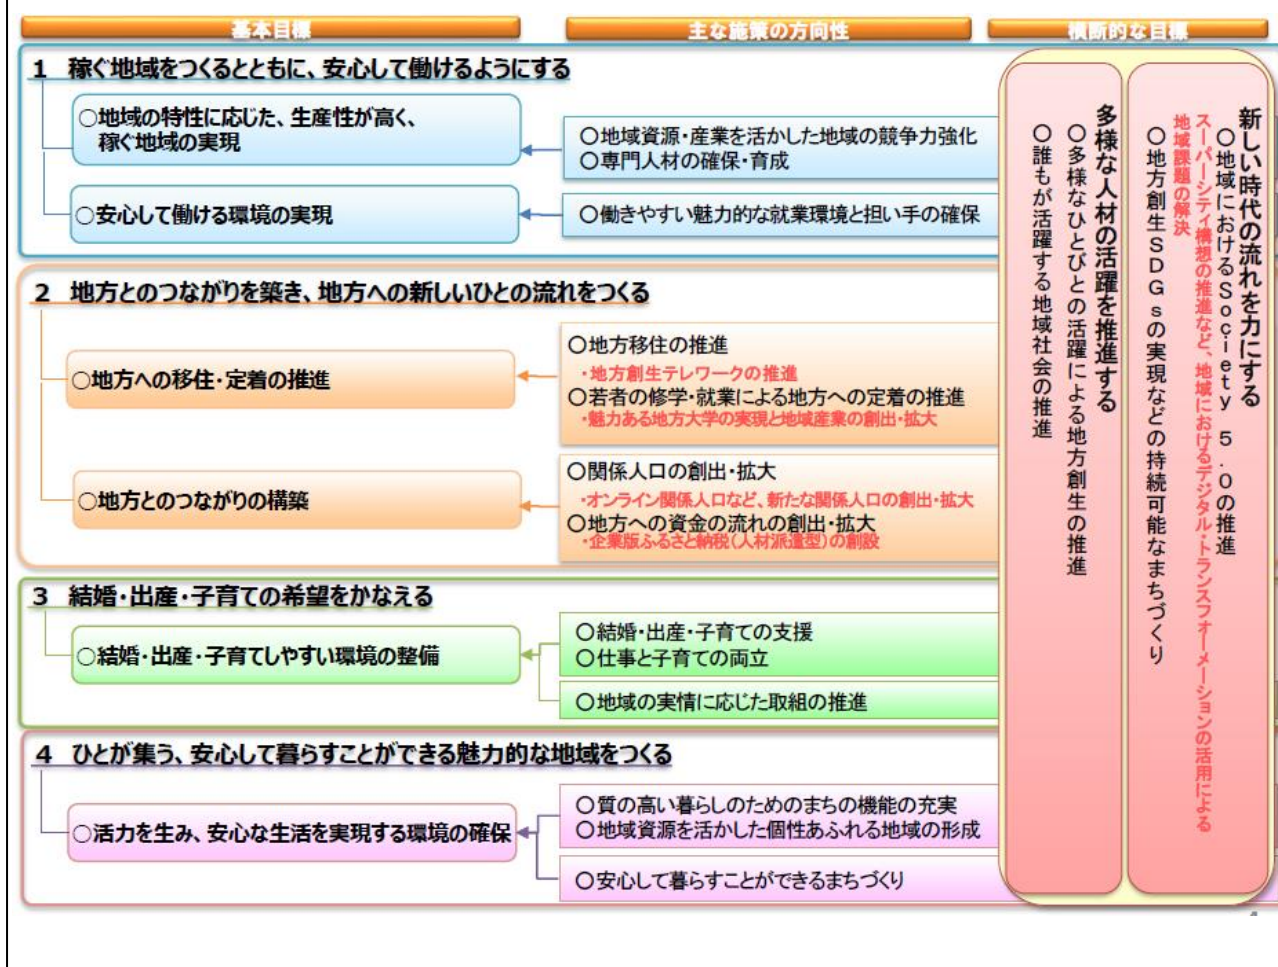 基本目標
主な施策の方向性
横断的な目標
1 稼ぐ地域をつくるとともに、安心して働けるようにする
○地域の特性に応じた、生産性が高く、
稼ぐ地域の実現
○地域資源・産業を活かした地域の競争力強化
○専門人材の確保・育成
○安心して働ける環境の実現
○働きやすい魅力的な就業環境と担い手の確保
2 地方とのつながりを築き、地方への新しいひとの流れをつくる
○地方への移住・定着の推進
○地方移住の推進
・地方創生テレワークの推進
○若者の修学・就業による地方への定着の推進
・魅力ある地方大学の実現と地域産業の創出・拡大
○地方とのつながりの構築
○関係人口の創出・拡大
・オンライン関係人口など、新たな関係人口の創出・拡大
○地方への資金の流れの創出・拡大
・企業版ふるさと納税(人材派遣型)の創設
3 結婚・出産・子育ての希望をかなえる
○結婚・出産・子育てしやすい環境の整備
○結婚・出産・子育ての支援
○仕事と子育ての両立
○地域の実情に応じた取組の推進
4 ひとが集う、安心して暮らすことができる魅力的な地域をつくる
○活力を生み、安心な生活を実現する環境の確保
○質の高い暮らしのためのまちの機能の充実
○地域資源を活かした個性あふれる地域の形成
○安心して暮らすことができるまちづくり
新しい時代の流れを力にする
○地域におけるSociety 5.0の推進
スーパーシティ構想の推進など、地域におけるデジタル・トランスフォーメーションの活用による
地域課題の解決
○地方創生SDGsの実現などの持続可能なまちづくり
多様な人材の活躍を推進する
○多様なひとびとの活躍による地方創生の推進
○誰もが活躍する地域社会の推進